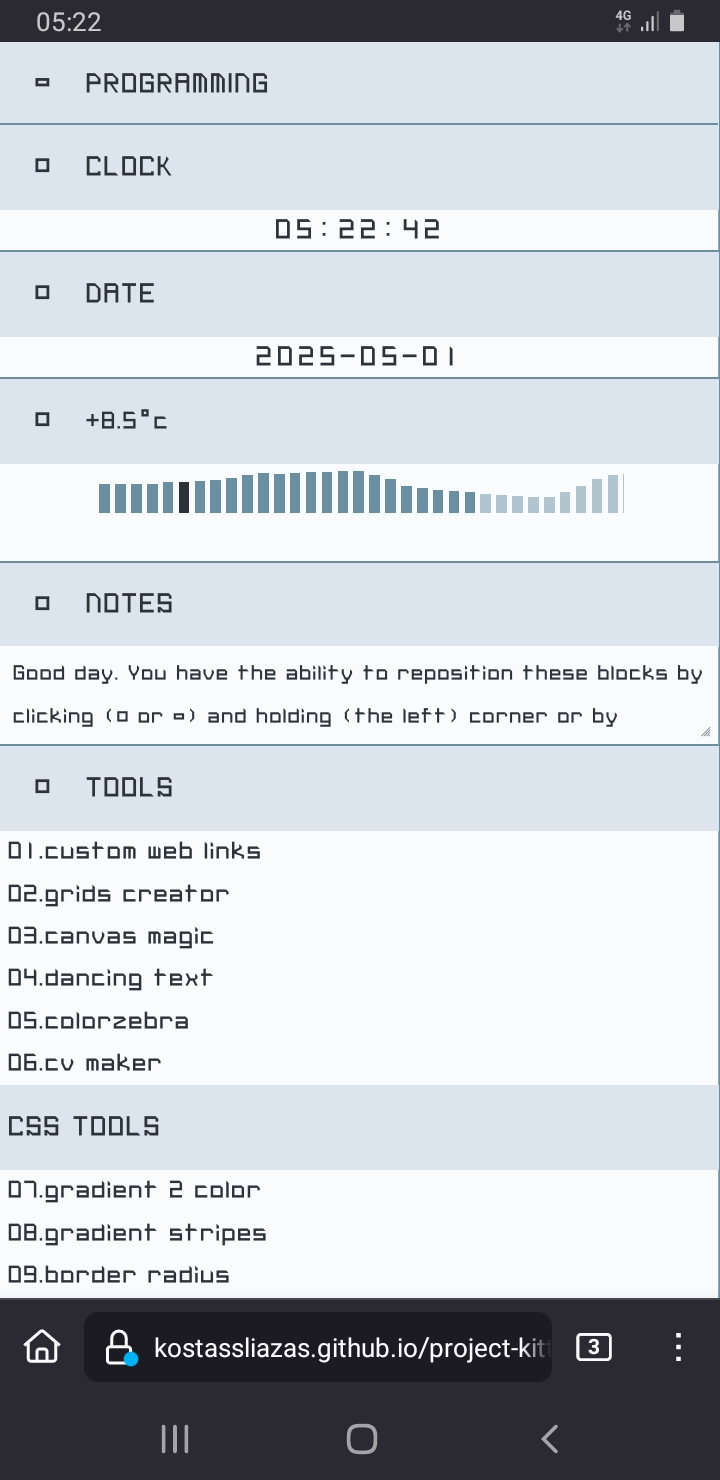 05:22
4G
PROGRAMMING
CLOCK
05:22:42
DATE
2025-05-01
+8.5°c
NOTES
Good day. You have the ability to reposition these blocks by
clicking (□ or ▭) and holding (the left) corner or by
TOOLS
01.custom web links
02.grids creator
03.canvas magic
04.dancing text
05.colorzebra
06.cv maker
CSS TOOLS
07.gradient 2 color
08.gradient stripes
09.border radius
kostassliazas.github.io/project-kit
3